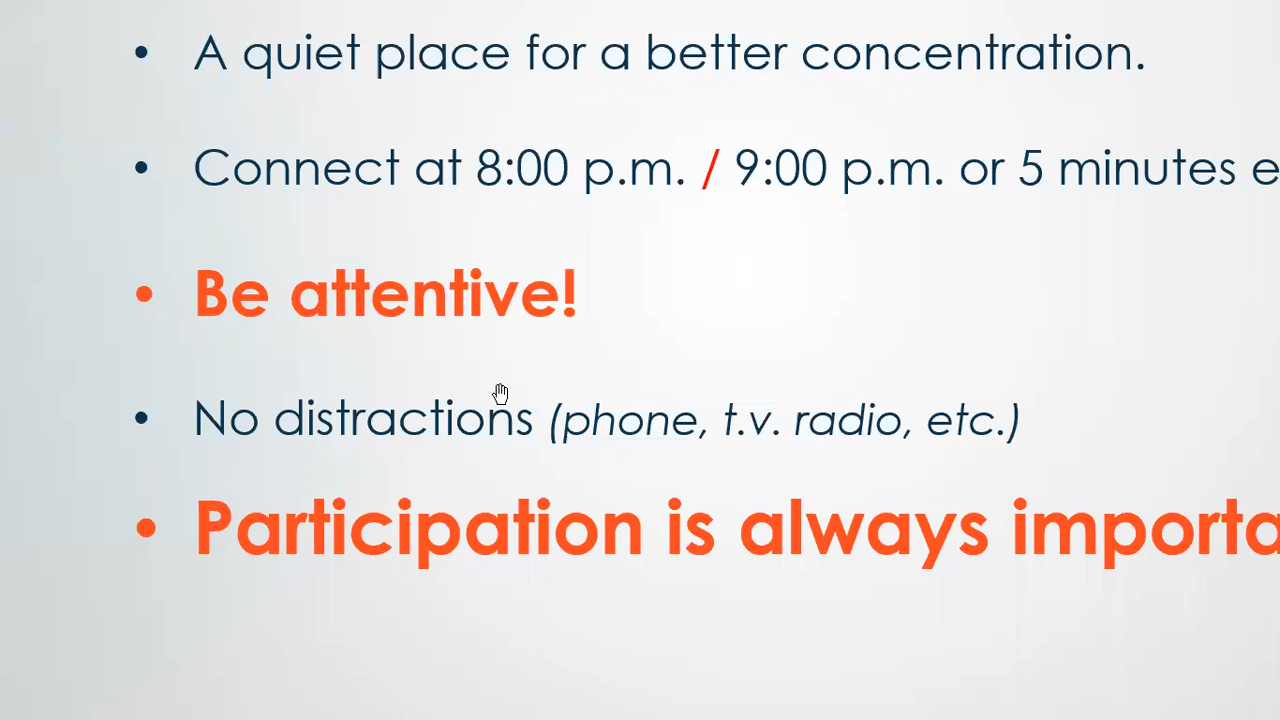 • A quiet place for a better concentration.
• Connect at 8:00 p.m. / 9:00 p.m. or 5 minutes
• Be attentive!
• No distractions (phone, t.v. radio, etc.)
• Participation is always